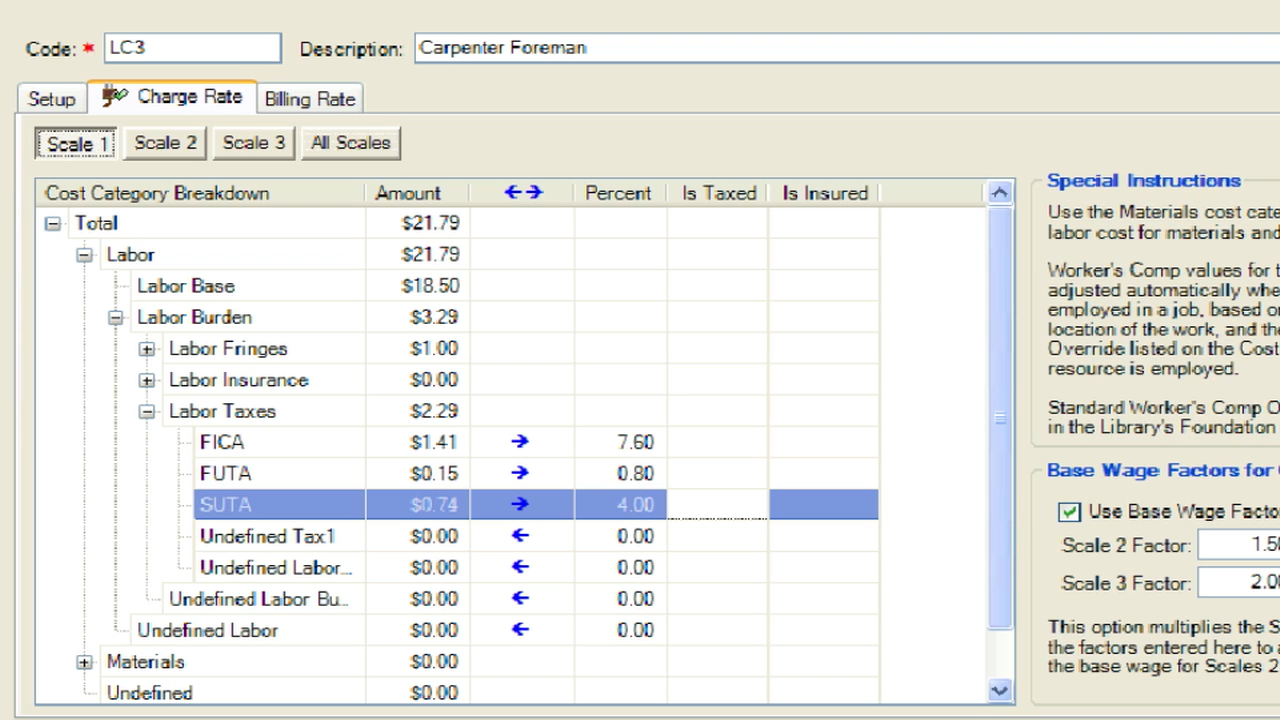 Code: * LC3 Description: Carpenter Foreman
Setup Charge Rate Billing Rate
Scale 1 Scale 2 Scale 3 All Scales
Cost Category Breakdown Amount Percent Is Taxed Is Insured
Total $21.79
Labor $21.79
Labor Base $18.50
Labor Burden $3.29
Labor Fringes $1.00
Labor Insurance $0.00
Labor Taxes $2.29
FICA $1.41 7.60
FUTA $0.15 0.80
SUTA $0.74 4.00
Undefined Tax1 $0.00 0.00
Undefined Labor... $0.00 0.00
Undefined Labor Bu... $0.00 0.00
Undefined Labor $0.00 0.00
Materials $0.00
Undefined $0.00
Special Instructions
Use the Materials cost cate
labor cost for materials and
Worker's Comp values for t
adjusted automatically whe
employed in a job, based on
location of the work, and the
Override listed on the Cost
resource is employed.
Standard Worker's Comp O
in the Library's Foundation
Base Wage Factors for
Use Base Wage Facto
Scale 2 Factor: 1.50
Scale 3 Factor: 2.00
This option multiplies the S
the factors entered here to a
the base wage for Scales 2